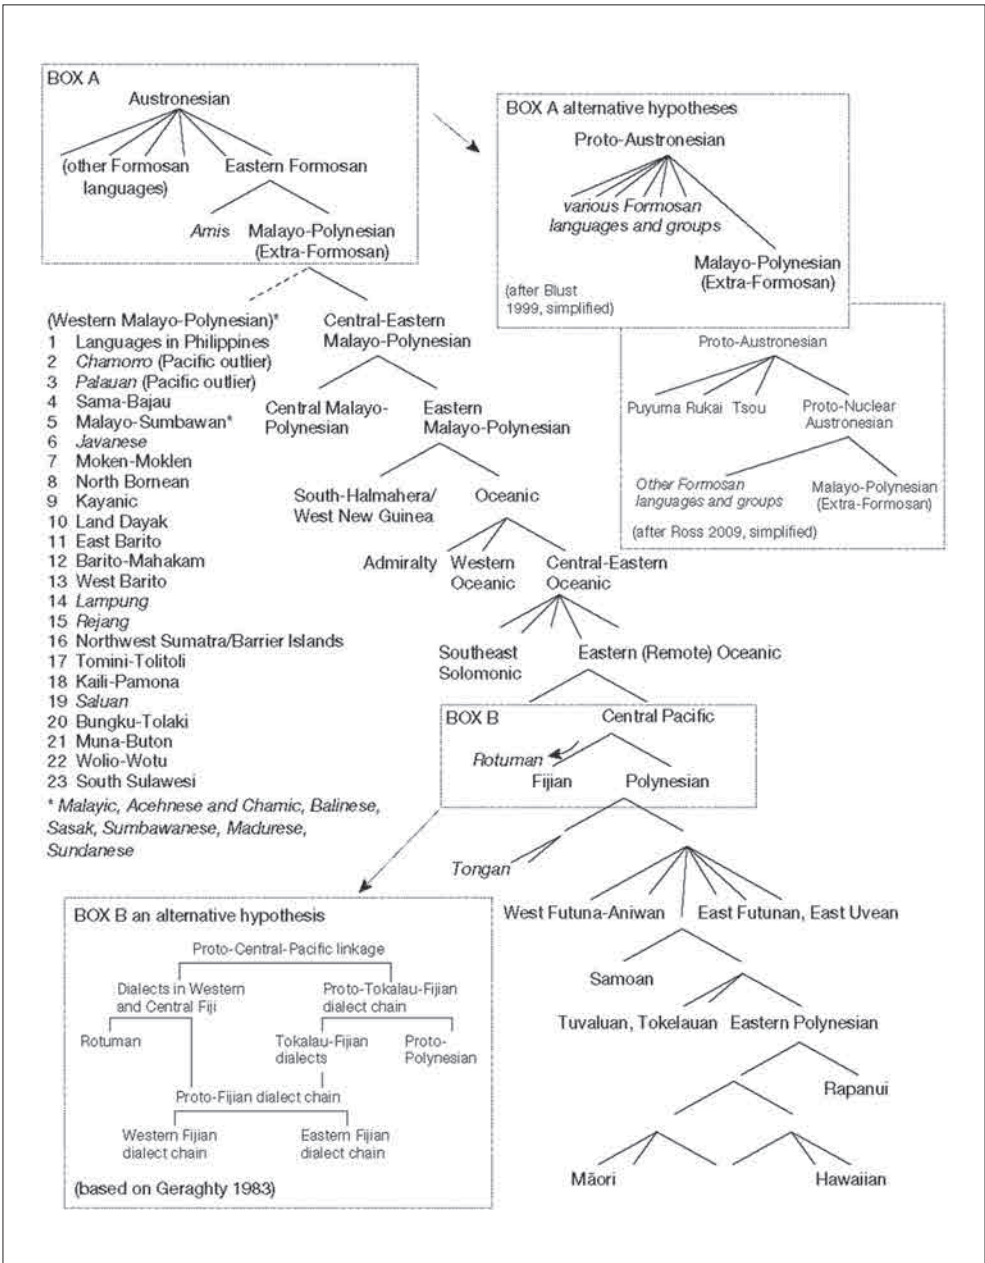 BOX A
Austronesian
(other Formosan
languages)
Eastern Formosan
Amis
Malayo-Polynesian
(Extra-Formosan)
BOX A alternative hypotheses
Proto-Austronesian
various Formosan
languages and groups
Malayo-Polynesian
(Extra-Formosan)
(after Blust
1999, simplified)
Proto-Austronesian
Puyuma Rukai Tsou
Proto-Nuclear
Austronesian
Other Formosan
languages and groups
Malayo-Polynesian
(Extra-Formosan)
(after Ross 2009, simplified)
(Western Malayo-Polynesian)*
1 Languages in Philippines
2 Chamorro (Pacific outlier)
3 Palauan (Pacific outlier)
4 Sama-Bajau
5 Malayo-Sumbawan*
6 Javanese
7 Moken-Moklen
8 North Bornean
9 Kayanic
10 Land Dayak
11 East Barito
12 Barito-Mahakam
13 West Barito
14 Lampung
15 Rejang
16 Northwest Sumatra/Barrier Islands
17 Tomini-Tolitoli
18 Kaili-Pamona
19 Saluan
20 Bungku-Tolaki
21 Muna-Buton
22 Wolio-Wotu
23 South Sulawesi
* Malayic, Acehnese and Chamic, Balinese,
Sasak, Sumbawanese, Madurese,
Sundanese
Central-Eastern
Malayo-Polynesian
Central Malayo-
Polynesian
Eastern
Malayo-Polynesian
South-Halmahera/
West New Guinea
Oceanic
Admiralty
Western
Oceanic
Central-Eastern
Oceanic
Southeast
Solomonic
Eastern (Remote) Oceanic
BOX B
Central Pacific
Rotuman
Fijian
Polynesian
Tongan
West Futuna-Aniwan
East Futunan, East Uvean
Samoan
Tuvaluan, Tokelauan
Eastern Polynesian
Rapanui
Māori
Hawaiian
BOX B an alternative hypothesis
Proto-Central-Pacific linkage
Dialects in Western
and Central Fiji
Proto-Tokalau-Fijian
dialect chain
Rotuman
Tokalau-Fijian
dialects
Proto-
Polynesian
Proto-Fijian dialect chain
Western Fijian
dialect chain
Eastern Fijian
dialect chain
(based on Geraghty 1983)